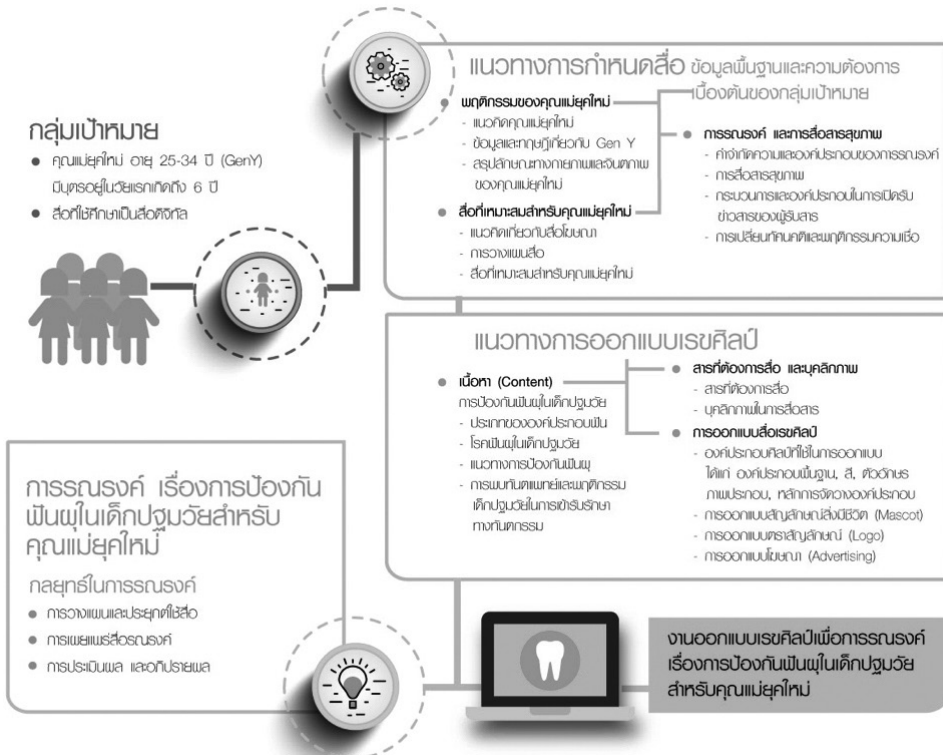 กลุ่มเป้าหมาย
คุณแม่ยุคใหม่ อายุ 25-34 ปี (GenY)
มีบุตรอยู่ในวัยแรกเกิดถึง 6 ปี
สื่อที่ใช้ศึกษาเป็นสื่อดิจิทัล
แนวทางการกำหนดสื่อ ข้อมูลพื้นฐานและความต้องการ
เบื้องต้นของกลุ่มเป้าหมาย
พฤติกรรมของคุณแม่ยุคใหม่
- แนวคิดคุณแม่ยุคใหม่
- ข้อมูลและทฤษฎีเกี่ยวกับ Gen Y
- สรุปลักษณะทางกายภาพและจิตภาพ
ของคุณแม่ยุคใหม่
สื่อที่เหมาะสมสำหรับคุณแม่ยุคใหม่
- แนวคิดเกี่ยวกับสื่อโฆษณา
- การวางแผนสื่อ
- สื่อที่เหมาะสมสำหรับคุณแม่ยุคใหม่
การรณรงค์ และการสื่อสารสุขภาพ
- คำจำกัดความและองค์ประกอบของการรณรงค์
- การสื่อสารสุขภาพ
- กระบวนการและองค์ประกอบในการเปิดรับ
ข่าวสารของผู้รับสาร
- การเปลี่ยนทัศนคติและพฤติกรรมความเชื่อ
แนวทางการออกแบบเรขศิลป์
เนื้อหา (Content)
การป้องกันฟันผุในเด็กปฐมวัย
- ประเภทขององค์ประกอบฟัน
- โรคฟันผุในเด็กปฐมวัย
- แนวทางการป้องกันฟันผุ
- การพบทันตแพทย์และพฤติกรรม
เด็กปฐมวัยในการเข้ารับรักษา
ทางทันตกรรม
สารที่ต้องการสื่อ และบุคลิกภาพ
- สารที่ต้องการสื่อ
- บุคลิกภาพในการสื่อสาร
การออกแบบสื่อเรขศิลป์
- องค์ประกอบศิลป์ที่ใช้ในการออกแบบ
ได้แก่ องค์ประกอบพื้นฐาน, สี, ตัวอักษร
ภาพประกอบ, หลักการจัดวางองค์ประกอบ
- การออกแบบสัญลักษณ์สิ่งมีชีวิต (Mascot)
- การออกแบบตราสัญลักษณ์ (Logo)
- การออกแบบโฆษณา (Advertising)
การรณรงค์ เรื่องการป้องกัน
ฟันผุในเด็กปฐมวัยสำหรับ
คุณแม่ยุคใหม่
กลยุทธ์ในการรณรงค์
การวางแผนและประยุกต์ใช้สื่อ
การเผยแพร่สื่อรณรงค์
การประเมินผล และอภิปรายผล
งานออกแบบเรขศิลป์เพื่อการรณรงค์
เรื่องการป้องกันฟันผุในเด็กปฐมวัย
สำหรับคุณแม่ยุคใหม่